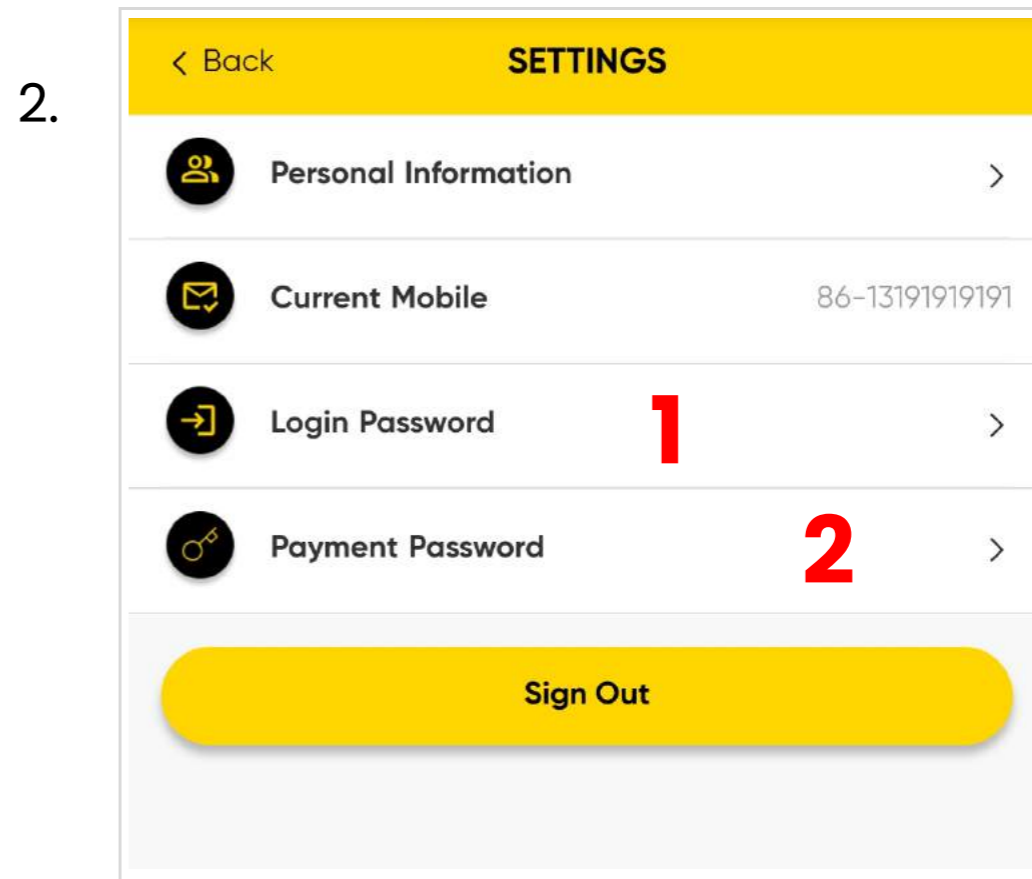 2.
< Back SETTINGS
Personal Information >
Current Mobile 86-13191919191
Login Password 1 >
Payment Password 2 >
Sign Out